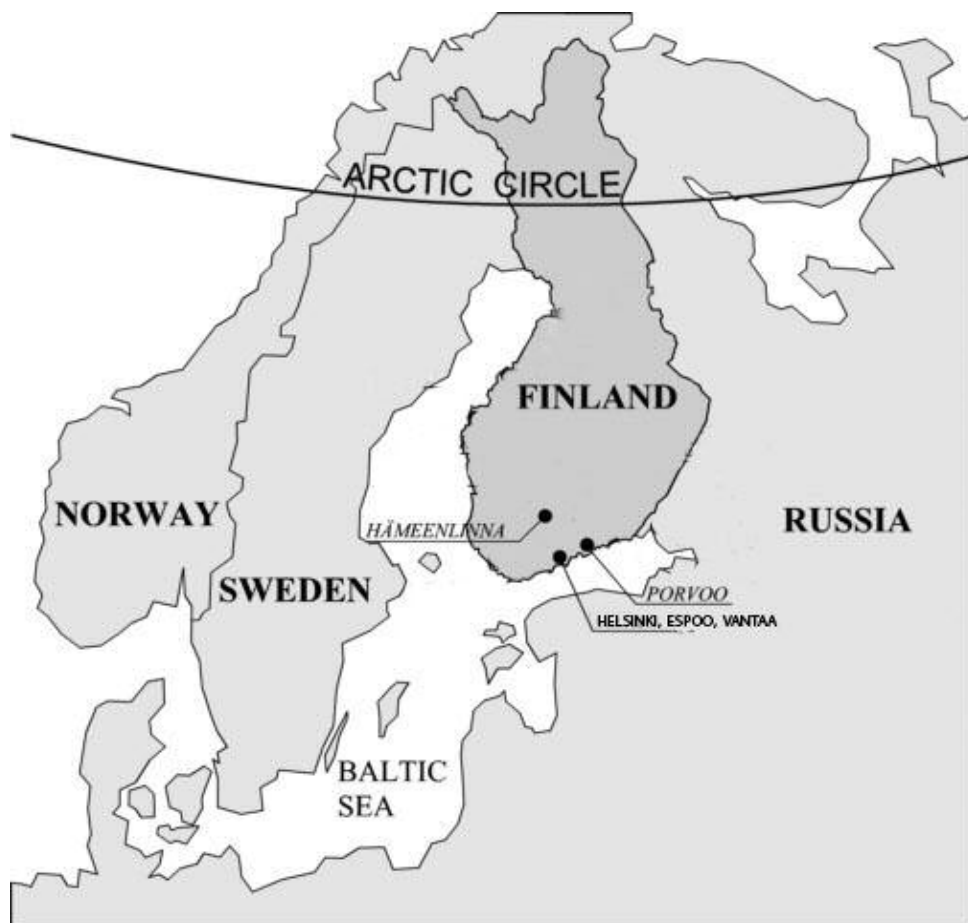 ARCTIC CIRCLE
FINLAND
NORWAY
HÄMEENLINNA
RUSSIA
SWEDEN
PORVOO
HELSINKI, ESPOO, VANTAA
BALTIC
SEA